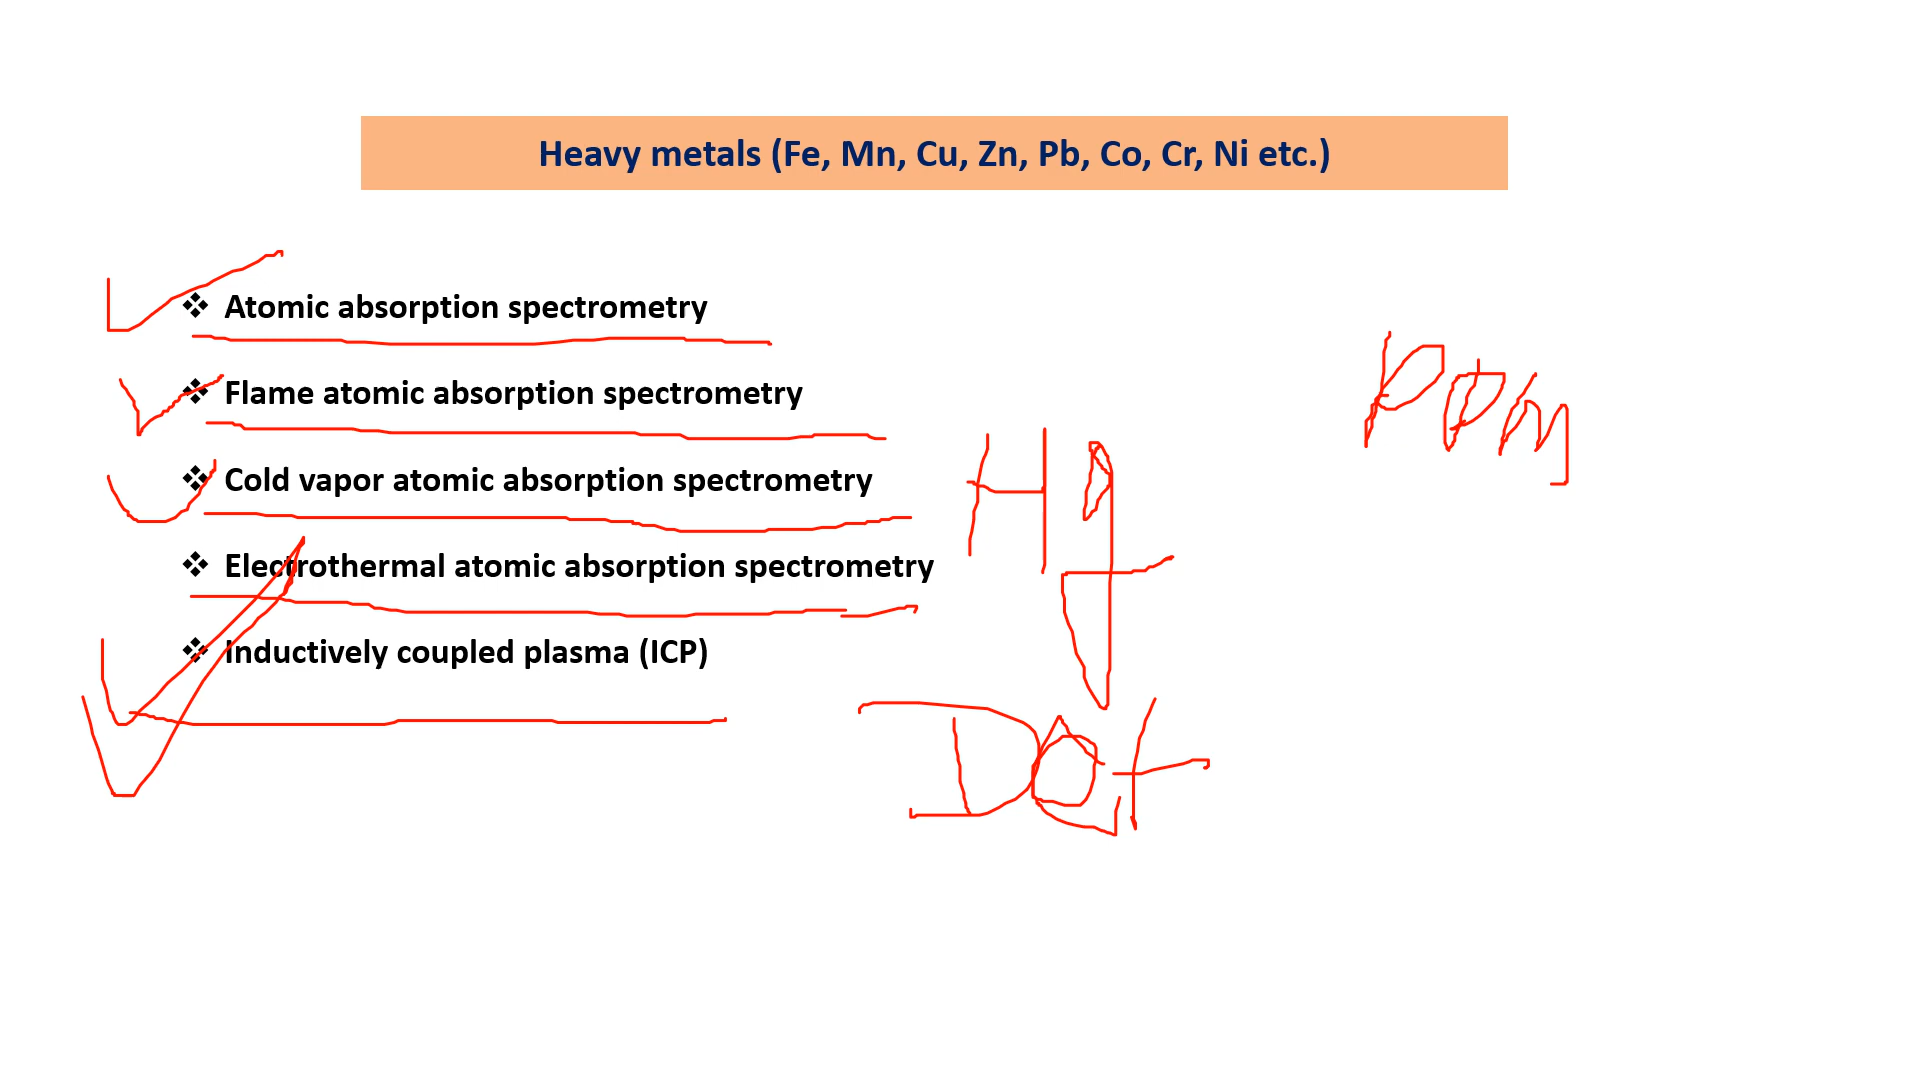 Heavy metals (Fe, Mn, Cu, Zn, Pb, Co, Cr, Ni etc.)
❖ Atomic absorption spectrometry
❖ Flame atomic absorption spectrometry
❖ Cold vapor atomic absorption spectrometry
❖ Electrothermal atomic absorption spectrometry
❖ Inductively coupled plasma (ICP)
PPm
Hg